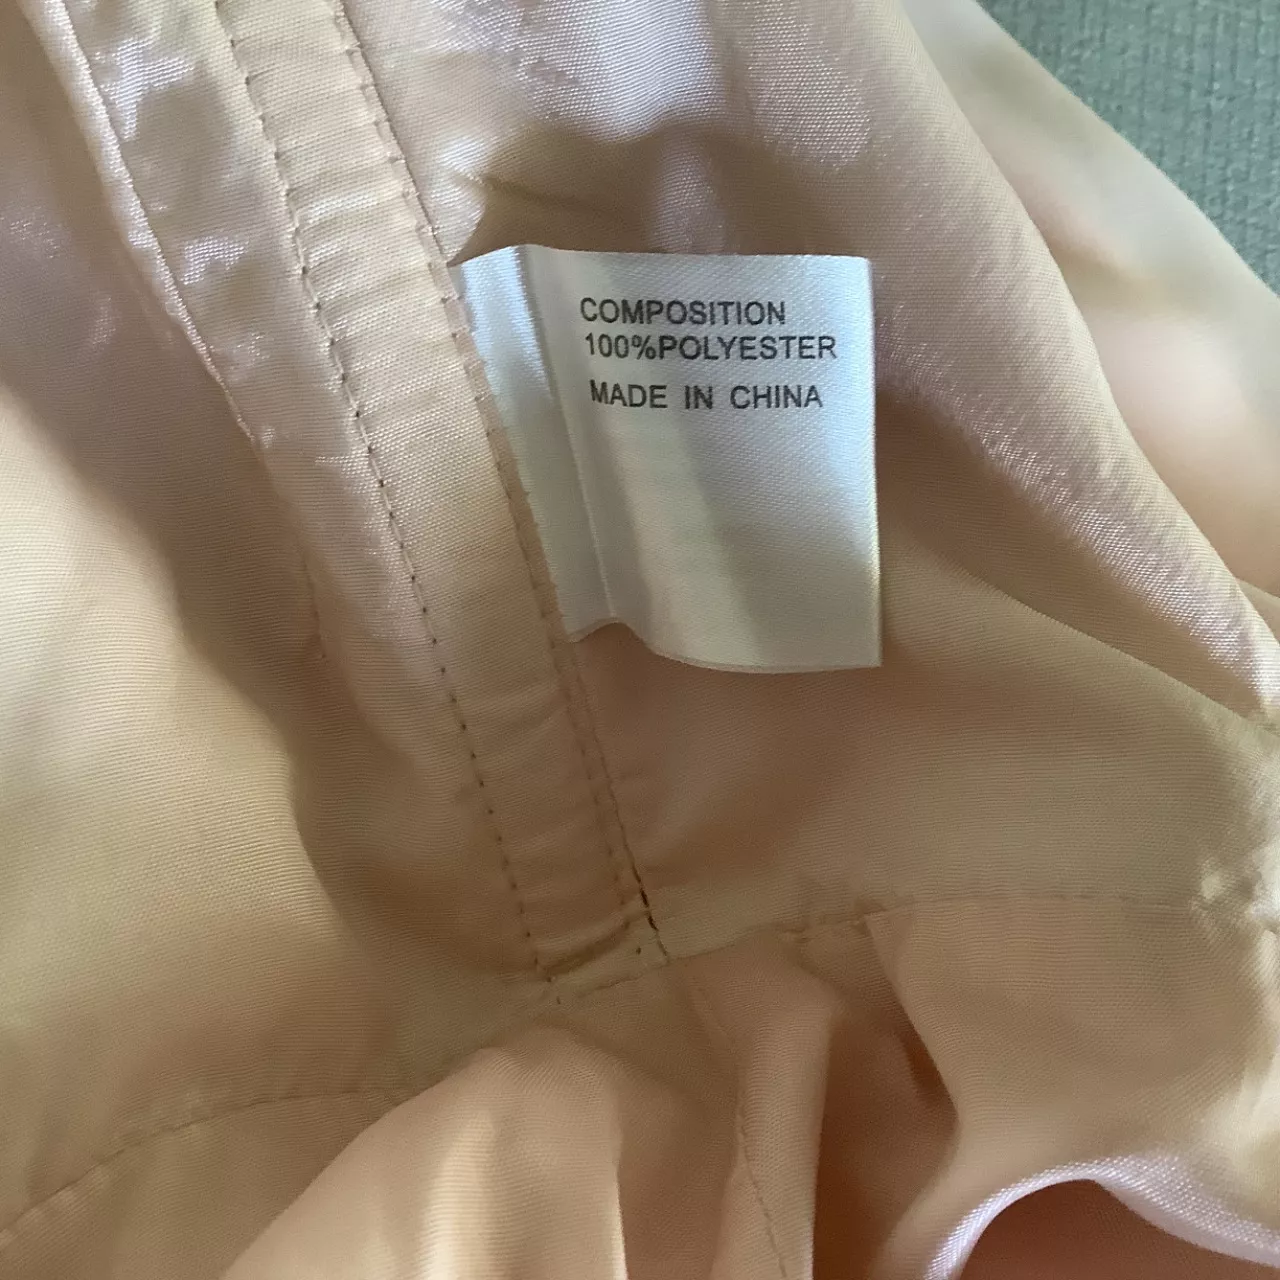 COMPOSITION
100%POLYESTER
MADE IN CHINA